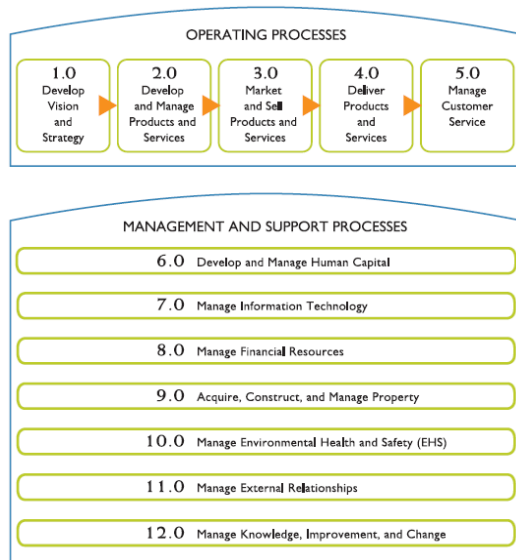 OPERATING PROCESSES
1.0
Develop
Vision
and
Strategy
2.0
Develop
and Manage
Products and
Services
3.0
Market
and Sell
Products and
Services
4.0
Deliver
Products
and
Services
5.0
Manage
Customer
Service
MANAGEMENT AND SUPPORT PROCESSES
6.0 Develop and Manage Human Capital
7.0 Manage Information Technology
8.0 Manage Financial Resources
9.0 Acquire, Construct, and Manage Property
10.0 Manage Environmental Health and Safety (EHS)
11.0 Manage External Relationships
12.0 Manage Knowledge, Improvement, and Change